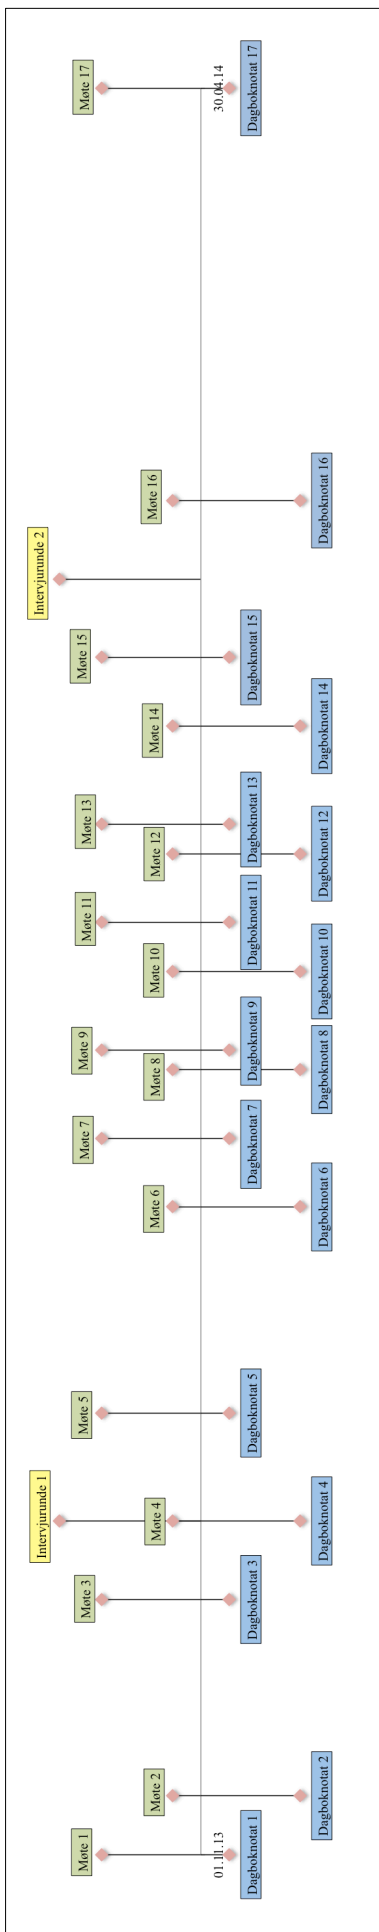 Intervjurunde 1
Intervjurunde 2
Møte 1
Møte 2
Møte 3
Møte 4
Møte 5
Møte 6
Møte 7
Møte 8
Møte 9
Møte 10
Møte 11
Møte 12
Møte 13
Møte 14
Møte 15
Møte 16
Møte 17
01.11.13
30.04.14
Dagboknotat 1
Dagboknotat 2
Dagboknotat 3
Dagboknotat 4
Dagboknotat 5
Dagboknotat 6
Dagboknotat 7
Dagboknotat 8
Dagboknotat 9
Dagboknotat 10
Dagboknotat 11
Dagboknotat 12
Dagboknotat 13
Dagboknotat 14
Dagboknotat 15
Dagboknotat 16
Dagboknotat 17